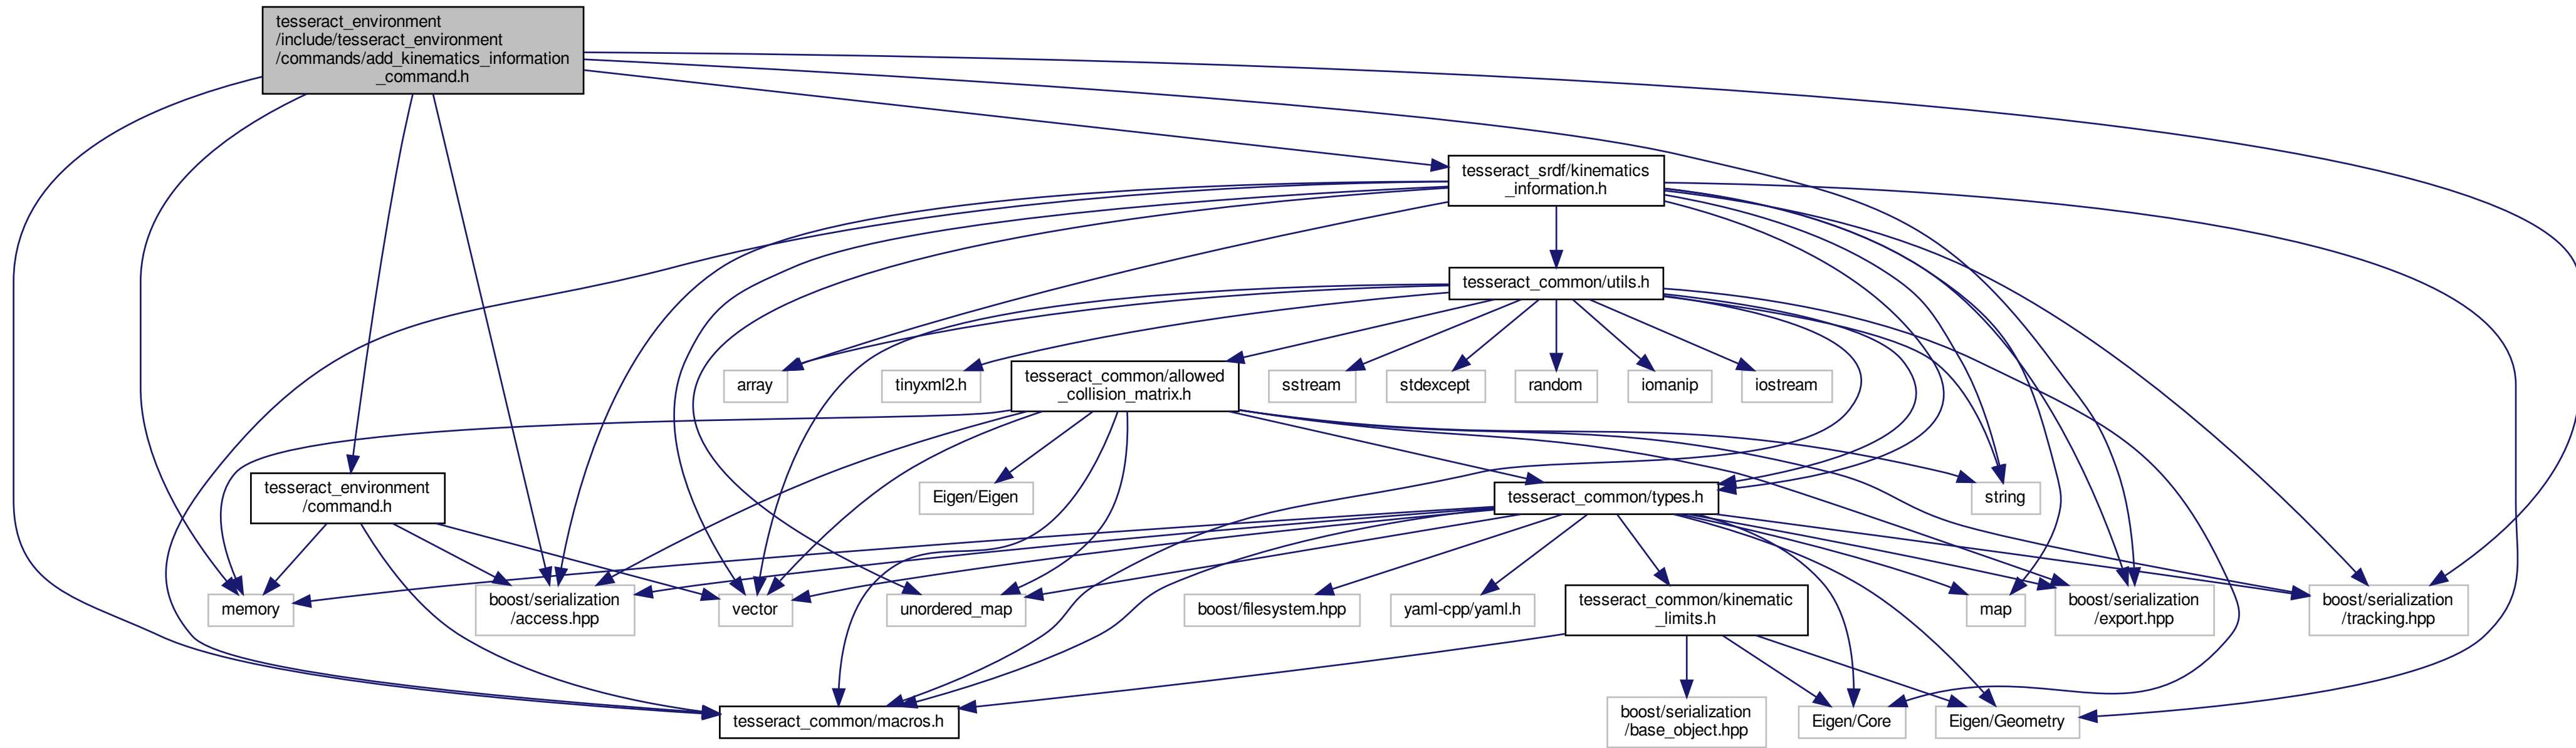 tesseract_environment
/include/tesseract_environment
/commands/add_kinematics_information
_command.h
tesseract_srdf/kinematics
_information.h
tesseract_common/utils.h
array
tinyxml2.h
tesseract_common/allowed
_collision_matrix.h
sstream
stdexcept
random
iomanip
iostream
tesseract_environment
/command.h
Eigen/Eigen
tesseract_common/types.h
string
memory
boost/serialization
/access.hpp
vector
unordered_map
boost/filesystem.hpp
yaml-cpp/yaml.h
tesseract_common/kinematic
_limits.h
map
boost/serialization
/export.hpp
boost/serialization
/tracking.hpp
tesseract_common/macros.h
boost/serialization
/base_object.hpp
Eigen/Core
Eigen/Geometry